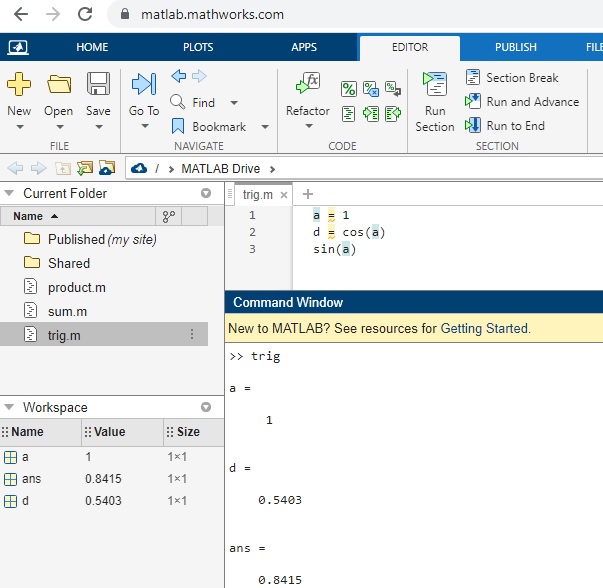 matlab.mathworks.com
HOME PLOTS APPS EDITOR PUBLISH FILE
New Open Save Go To Find Bookmark Refactor Run Section Section Break Run and Advance Run to End
FILE NAVIGATE CODE SECTION
/ › MATLAB Drive ›
Current Folder
Name
Published (my site)
Shared
product.m
sum.m
trig.m
Workspace
Name Value Size
a 1 1×1
ans 0.8415 1×1
d 0.5403 1×1
trig.m × +
1 a = 1
2 d = cos(a)
3 sin(a)
Command Window
New to MATLAB? See resources for Getting Started.
>> trig
a =
1
d =
0.5403
ans =
0.8415